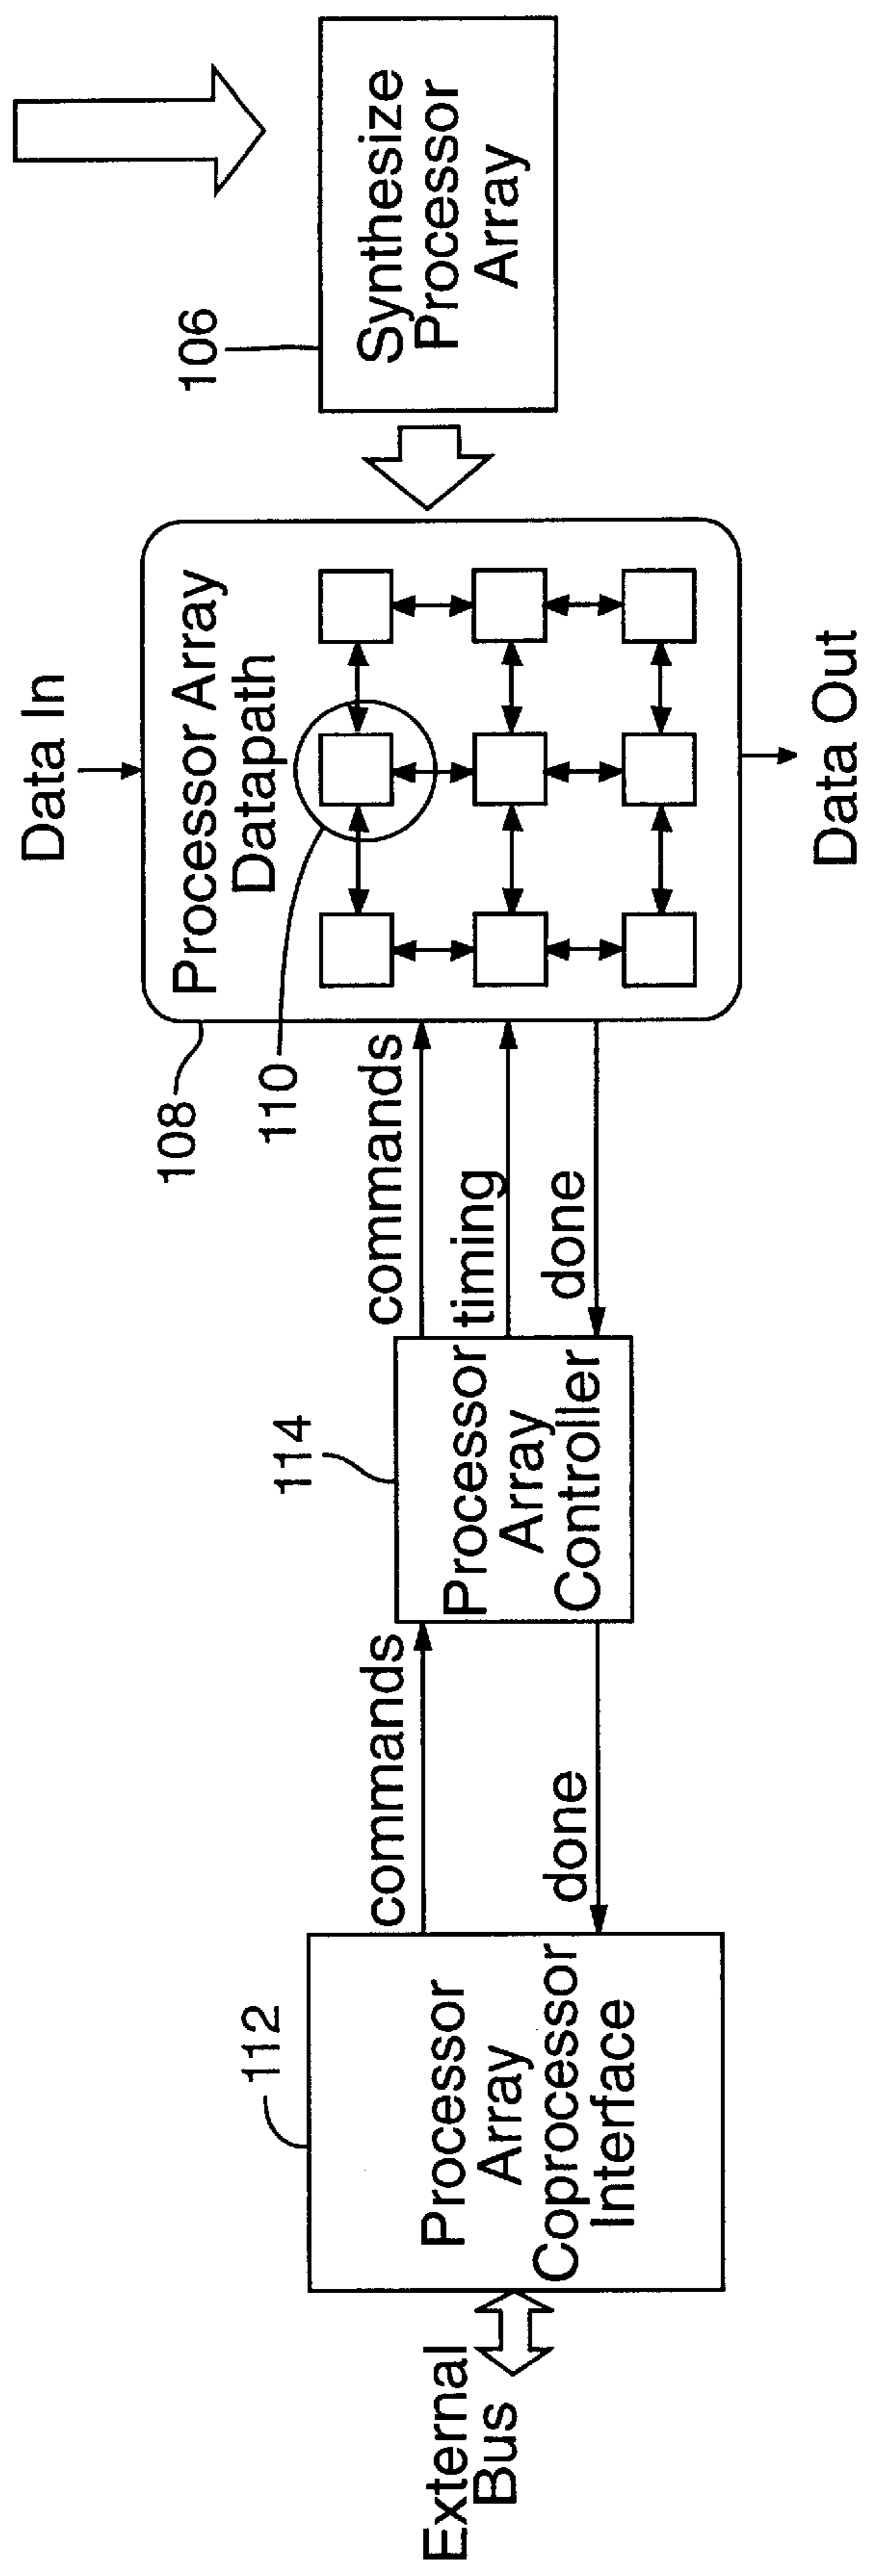 External
Bus
112
Processor
Array
Coprocessor
Interface
commands
done
114
Processor
Array
Controller
commands
timing
done
108
110
Data In
Processor Array
Datapath
Data Out
106
Synthesize
Processor
Array